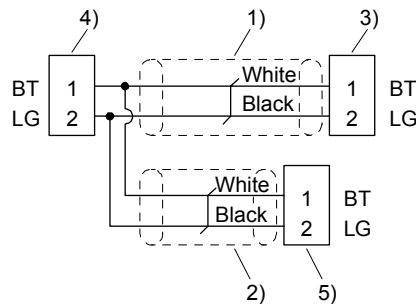 4) 1) 3)
BT 1 White 1 BT
LG 2 Black 2 LG
White 1 BT
Black 2 LG
2) 5)